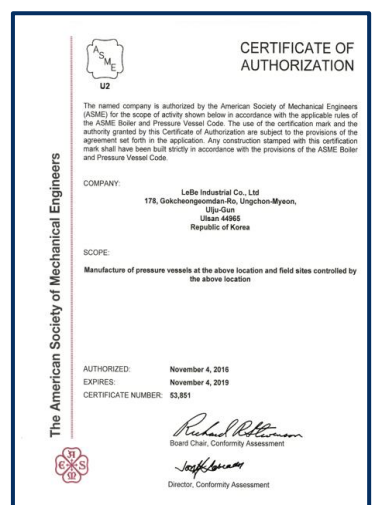 ASME
U2
CERTIFICATE OF
AUTHORIZATION
The named company is authorized by the American Society of Mechanical Engineers
(ASME) for the scope of activity shown below in accordance with the applicable rules of
the ASME Boiler and Pressure Vessel Code. The use of the certification mark and the
authority granted by this Certificate of Authorization are subject to the provisions of the
agreement set forth in the application. Any construction stamped with this certification
mark shall have been built strictly in accordance with the provisions of the ASME Boiler
and Pressure Vessel Code.
COMPANY:
LeBe Industrial Co., Ltd
178, Gokcheongeomdan-Ro, Ungchon-Myeon,
Ulju-Gun
Ulsan 44965
Republic of Korea
SCOPE:
Manufacture of pressure vessels at the above location and field sites controlled by
the above location
AUTHORIZED: November 4, 2016
EXPIRES: November 4, 2019
CERTIFICATE NUMBER: 53,851
Board Chair, Conformity Assessment
Director, Conformity Assessment
The American Society of Mechanical Engineers